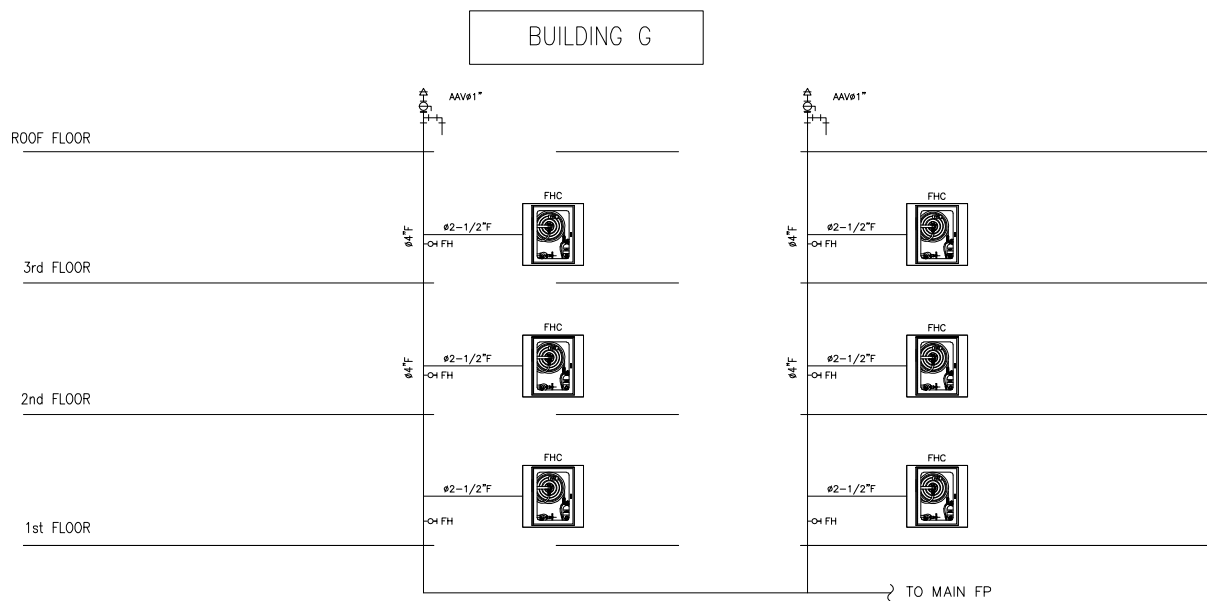 BUILDING G
AAVø1" AAVø1"
ROOF FLOOR
FHC FHC
ø4"F ø2-1/2"F ø4"F ø2-1/2"F
FH FH
3rd FLOOR
FHC FHC
ø4"F ø2-1/2"F ø4"F ø2-1/2"F
FH FH
2nd FLOOR
FHC FHC
ø2-1/2"F ø2-1/2"F
FH FH
1st FLOOR
TO MAIN FP